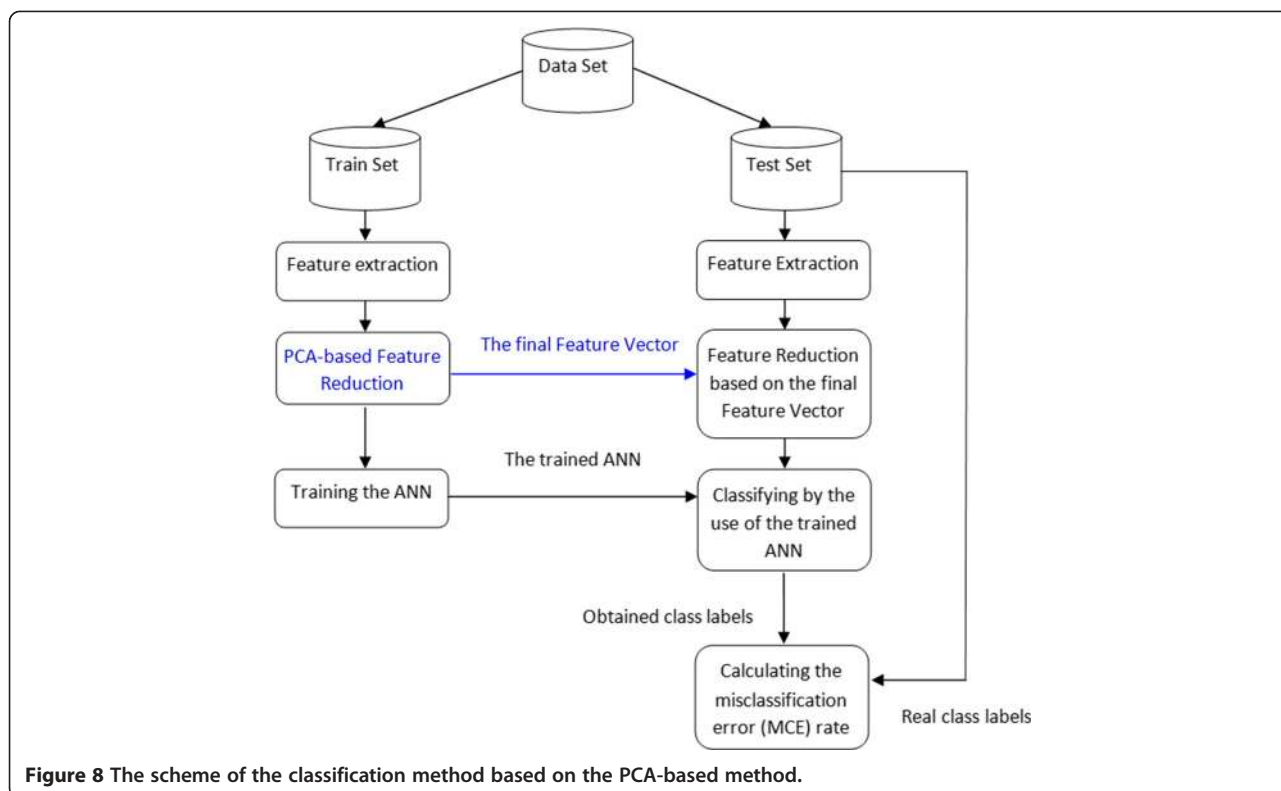 Data Set
Train Set
Test Set
Feature extraction
Feature Extraction
PCA-based Feature
Reduction
The final Feature Vector
Feature Reduction
based on the final
Feature Vector
The trained ANN
Training the ANN
Classifying by the
use of the trained
ANN
Obtained class labels
Calculating the
misclassification
error (MCE) rate
Real class labels
Figure 8 The scheme of the classification method based on the PCA-based method.